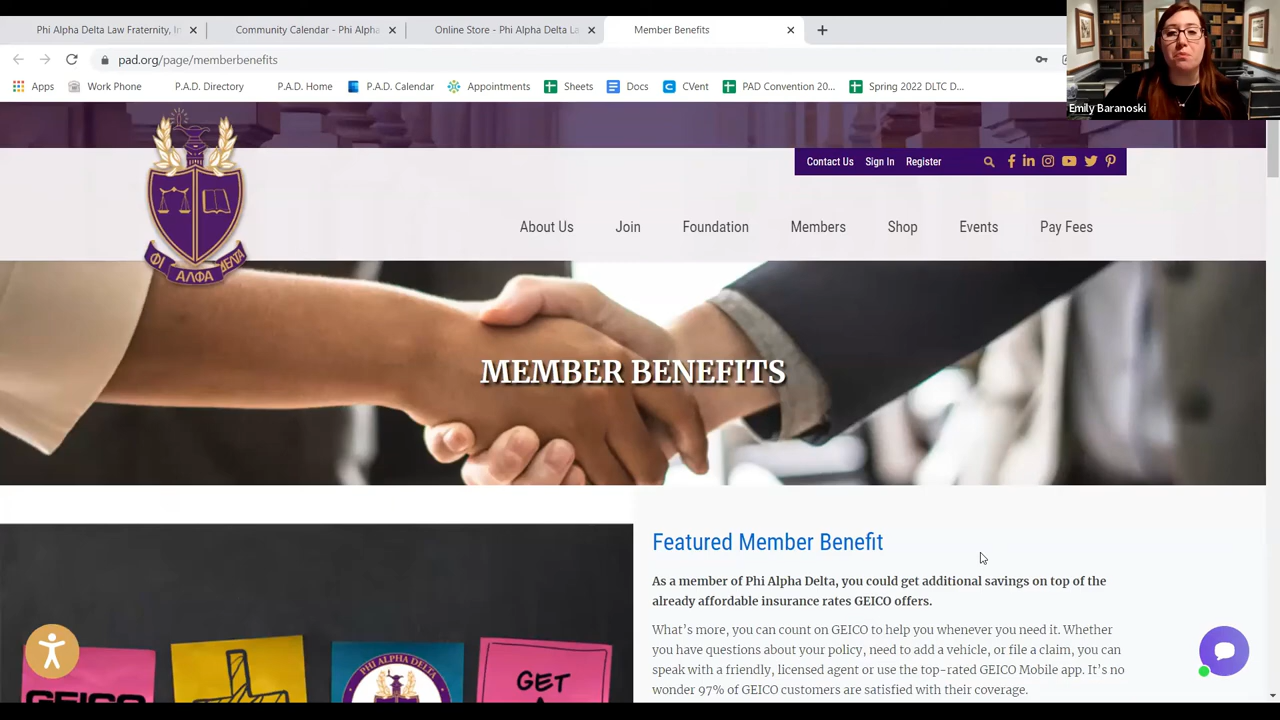 Phi Alpha Delta Law Fraternity, In
Community Calendar - Phi Alpha
Online Store - Phi Alpha Delta La
Member Benefits
pad.org/page/memberbenefits
Apps
Work Phone
P.A.D. Directory
P.A.D. Home
P.A.D. Calendar
Appointments
Sheets
Docs
CVent
PAD Convention 20...
Spring 2022 DLTC D...
Emily Baranoski
Contact Us
Sign In
Register
ΦΙ ΑΛΦΑ ΔΕΛΤΑ
About Us
Join
Foundation
Members
Shop
Events
Pay Fees
MEMBER BENEFITS
Featured Member Benefit
As a member of Phi Alpha Delta, you could get additional savings on top of the
already affordable insurance rates GEICO offers.
What's more, you can count on GEICO to help you whenever you need it. Whether
you have questions about your policy, need to add a vehicle, or file a claim, you can
speak with a friendly, licensed agent or use the top-rated GEICO Mobile app. It's no
wonder 97% of GEICO customers are satisfied with their coverage.
GEICO
PHI ALPHA DELTA
GET